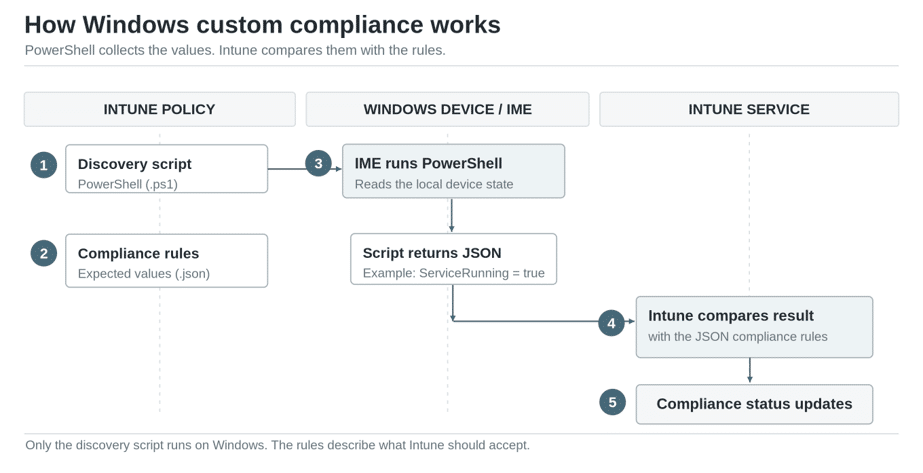 How Windows custom compliance works
PowerShell collects the values. Intune compares them with the rules.
INTUNE POLICY
WINDOWS DEVICE / IME
INTUNE SERVICE
1
Discovery script
PowerShell (.ps1)
3
IME runs PowerShell
Reads the local device state
2
Compliance rules
Expected values (.json)
Script returns JSON
Example: ServiceRunning = true
4
Intune compares result
with the JSON compliance rules
5
Compliance status updates
Only the discovery script runs on Windows. The rules describe what Intune should accept.